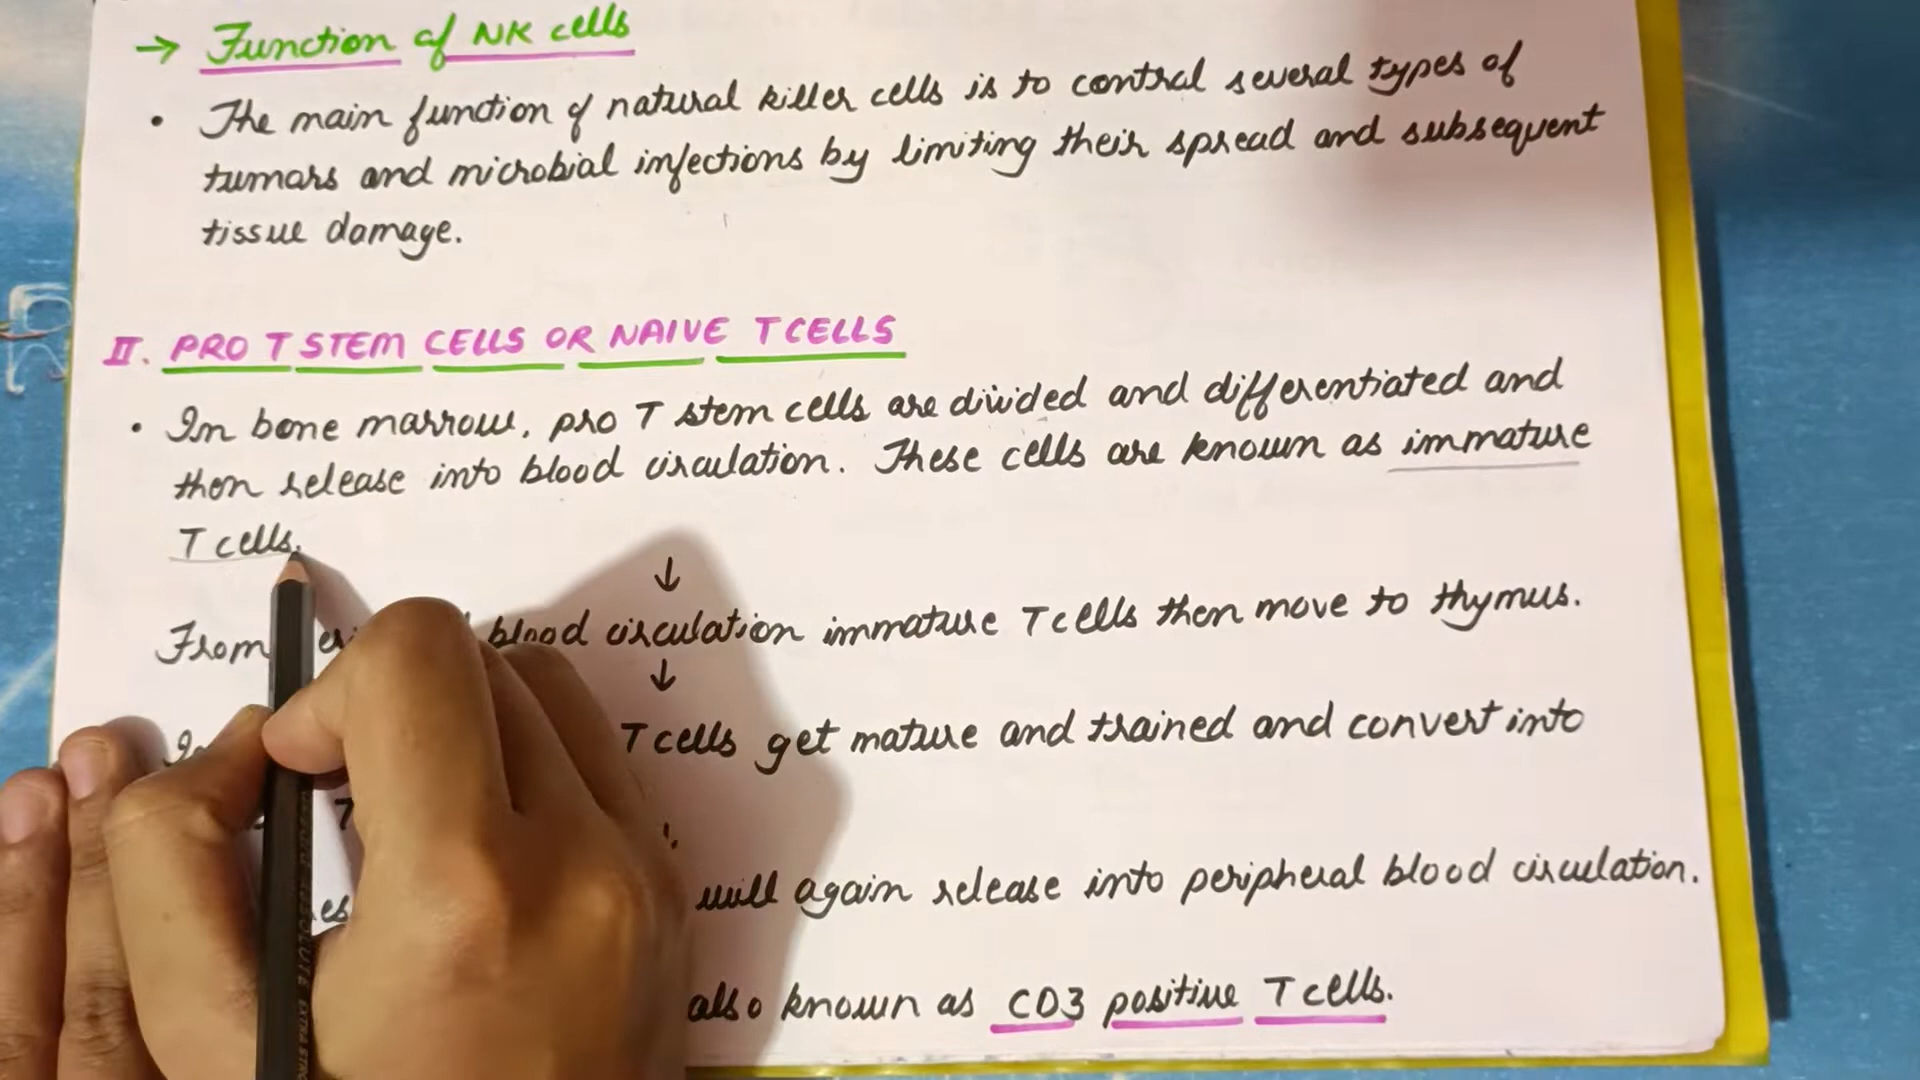 → Function of NK cells
• The main function of natural killer cells is to control several types of
tumars and microbial infections by limiting their spread and subsequent
tissue damage.
II. PRO T STEM CELLS OR NAIVE T CELLS
• In bone marrow, pro T stem cells are divided and differentiated and
then release into blood circulation. These cells are known as immature
T cells.
↓
From blood circulation immature T cells then move to thymus.
↓
T cells get mature and trained and convert into
will again release into peripheral blood circulation.
also known as CD3 positive T cells.